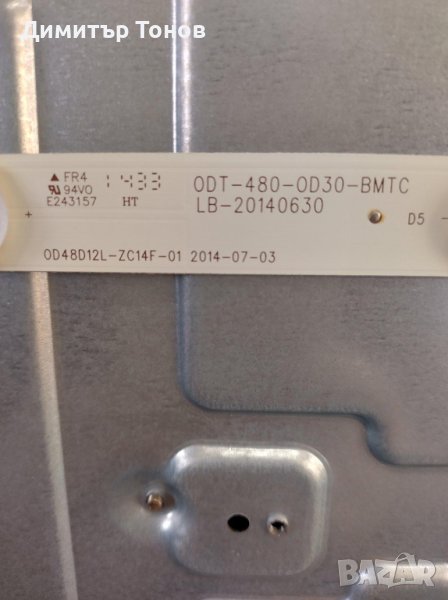 Димитър Тонов
FR4
94V0
E243157
1433
HT
ODT-480-OD30-BMTC
LB-20140630
D5
OD48D12L-ZC14F-01 2014-07-03
BAZAR